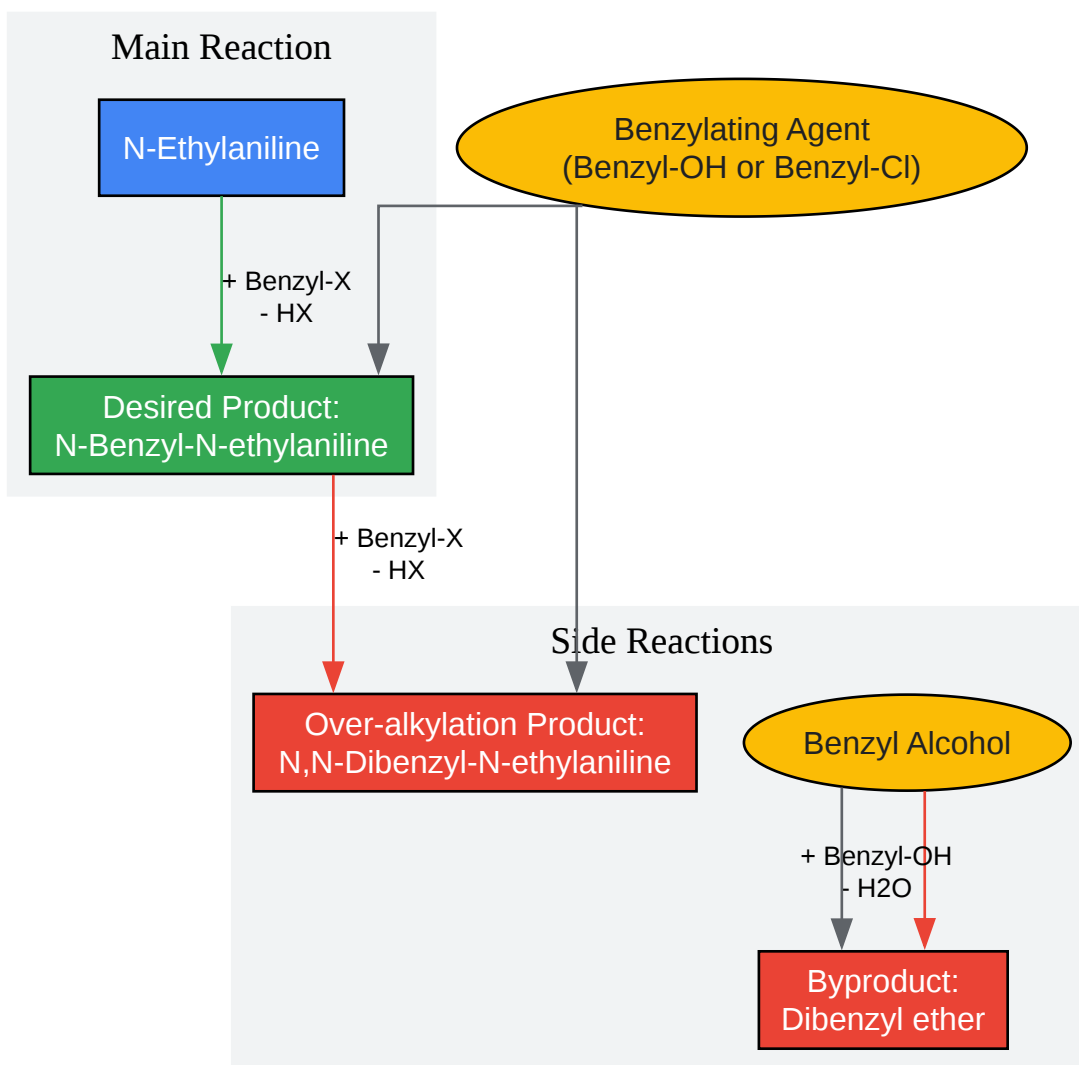 Main Reaction
N-Ethylaniline
Benzylating Agent
(Benzyl-OH or Benzyl-Cl)
+ Benzyl-X
- HX
Desired Product:
N-Benzyl-N-ethylaniline
+ Benzyl-X
- HX
Side Reactions
Over-alkylation Product:
N,N-Dibenzyl-N-ethylaniline
Benzyl Alcohol
+ Benzyl-OH
- H2O
Byproduct:
Dibenzyl ether